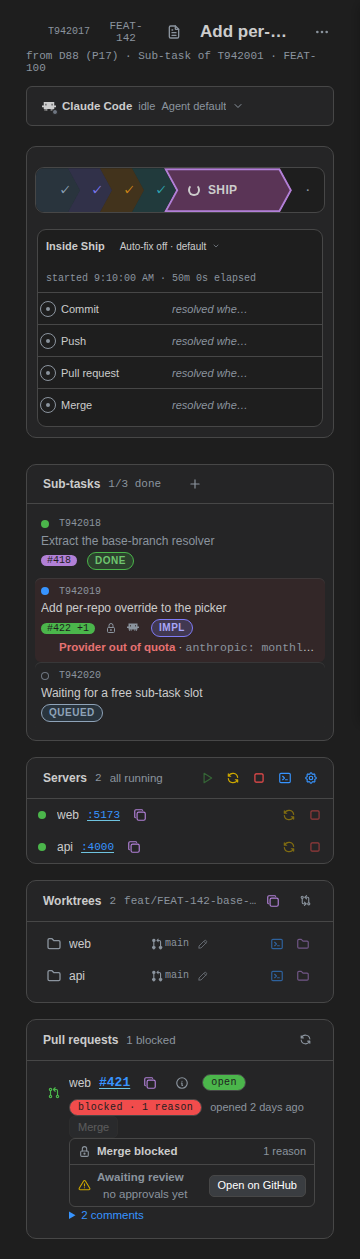 T942017 FEAT-142 Add per-…
from D88 (P17) · Sub-task of T942001 · FEAT-100
Claude Code idle Agent default
✓ ✓ ✓ ✓ SHIP ·
Inside Ship Auto-fix off · default
started 9:10:00 AM · 50m 0s elapsed
Commit resolved whe…
Push resolved whe…
Pull request resolved whe…
Merge resolved whe…
Sub-tasks 1/3 done
T942018
Extract the base-branch resolver
#418 DONE
T942019
Add per-repo override to the picker
#422 +1 IMPL
Provider out of quota · anthropic: monthl…
T942020
Waiting for a free sub-task slot
QUEUED
Servers 2 all running
web :5173
api :4000
Worktrees 2 feat/FEAT-142-base-…
web main
api main
Pull requests 1 blocked
web #421 open
blocked · 1 reason opened 2 days ago
Merge
Merge blocked 1 reason
Awaiting review
no approvals yet
Open on GitHub
2 comments